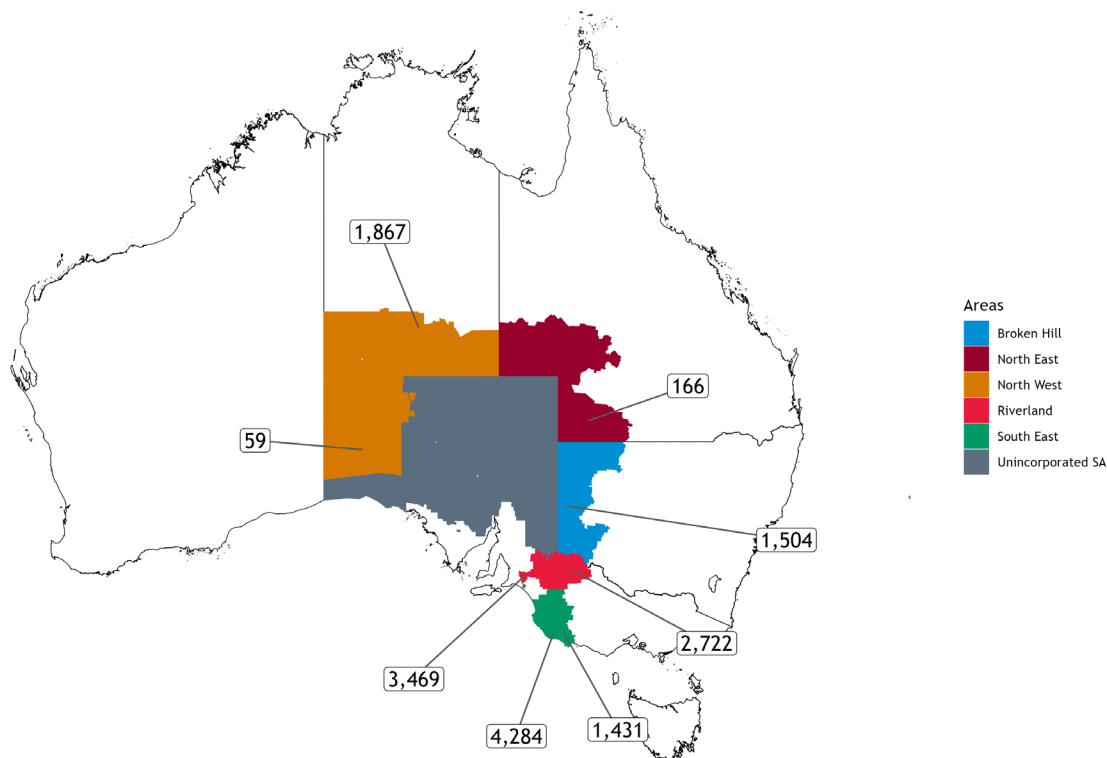 1,867
166
59
1,504
2,722
3,469
1,431
4,284
Areas
Broken Hill
North East
North West
Riverland
South East
Unincorporated SA